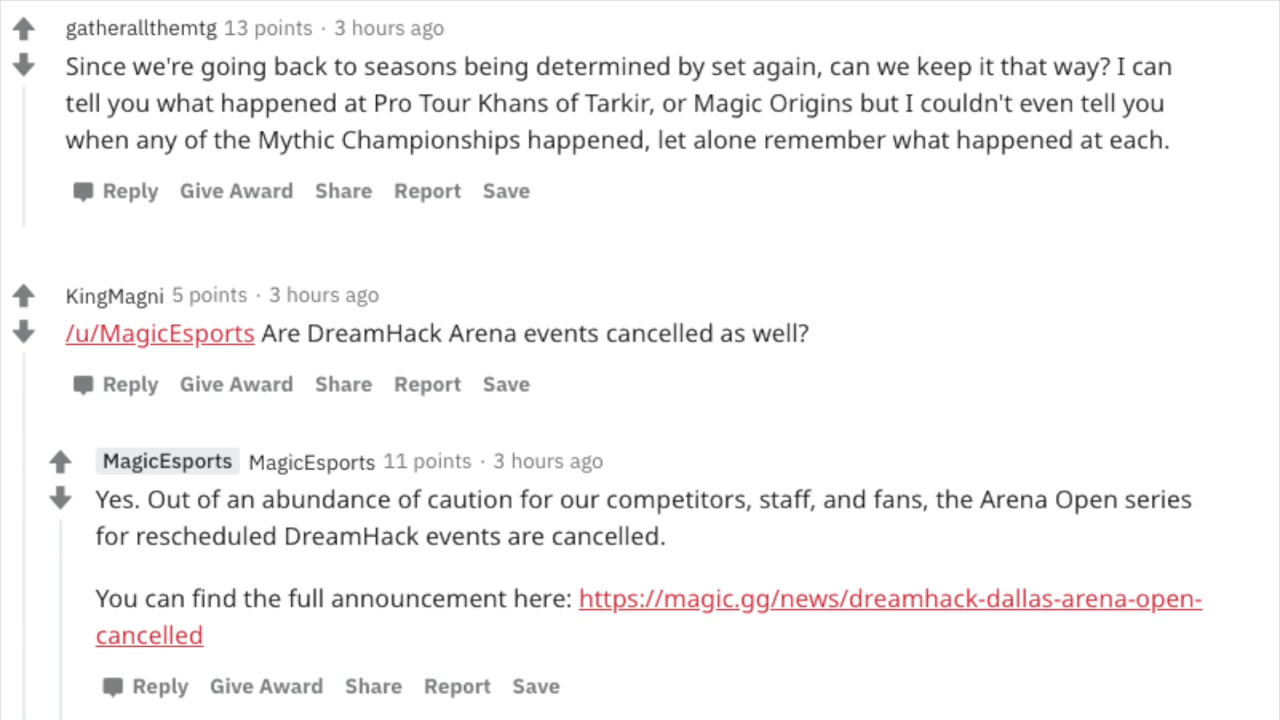 gatherallthemtg 13 points · 3 hours ago
Since we're going back to seasons being determined by set again, can we keep it that way? I can
tell you what happened at Pro Tour Khans of Tarkir, or Magic Origins but I couldn't even tell you
when any of the Mythic Championships happened, let alone remember what happened at each.
Reply Give Award Share Report Save
KingMagni 5 points · 3 hours ago
/u/MagicEsports Are DreamHack Arena events cancelled as well?
Reply Give Award Share Report Save
MagicEsports MagicEsports 11 points · 3 hours ago
Yes. Out of an abundance of caution for our competitors, staff, and fans, the Arena Open series
for rescheduled DreamHack events are cancelled.
You can find the full announcement here: https://magic.gg/news/dreamhack-dallas-arena-open-
cancelled
Reply Give Award Share Report Save